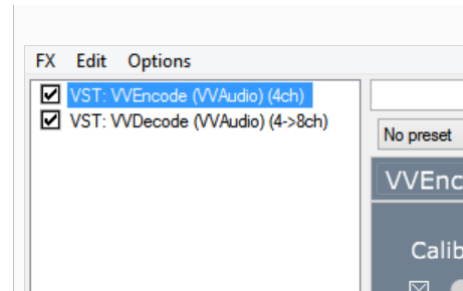 FX Edit Options
VST: VVEncode (VVAudio) (4ch)
VST: VVDecode (VVAudio) (4->8ch)
No preset
VVEnc
Calib